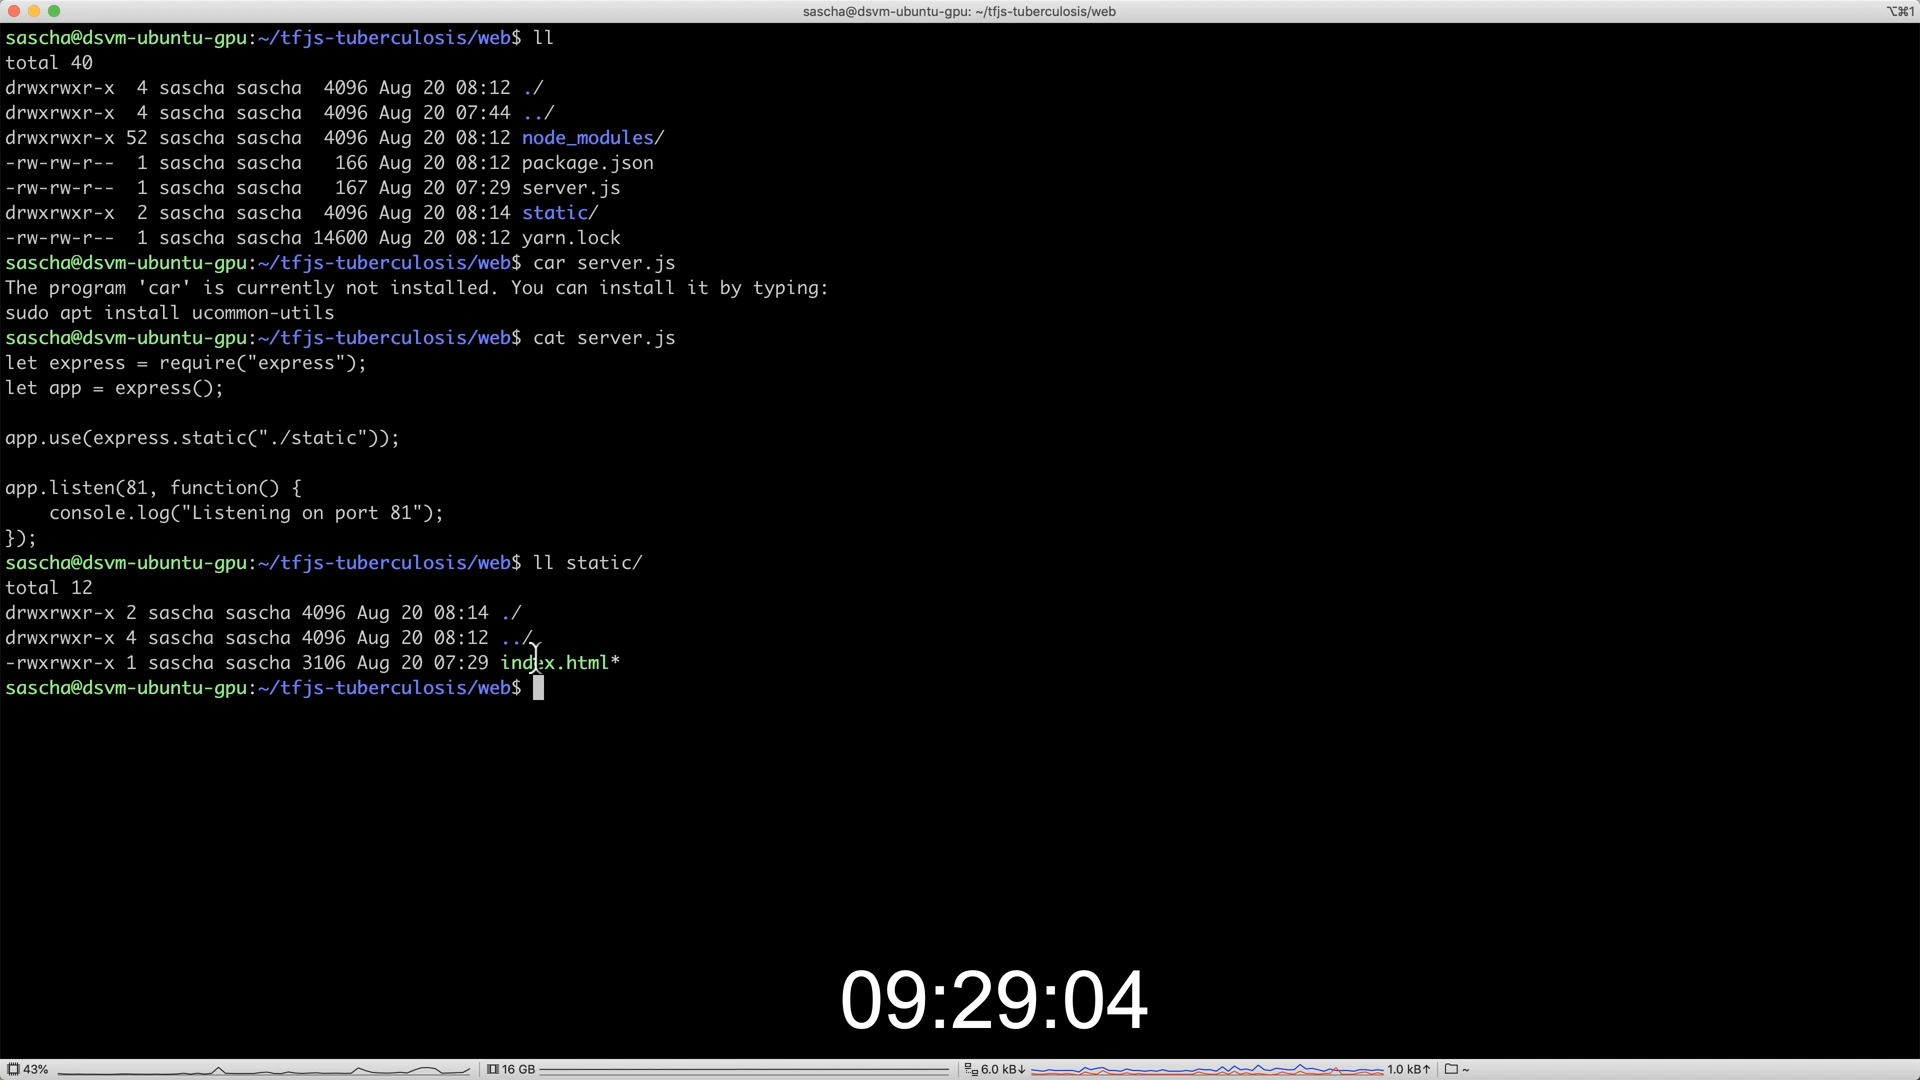 sascha@dsvm-ubuntu-gpu: ~/tfjs-tuberculosis/web ⌥⌘1
sascha@dsvm-ubuntu-gpu:~/tfjs-tuberculosis/web$ ll
total 40
drwxrwxr-x  4 sascha sascha  4096 Aug 20 08:12 ./
drwxrwxr-x  4 sascha sascha  4096 Aug 20 07:44 ../
drwxrwxr-x 52 sascha sascha  4096 Aug 20 08:12 node_modules/
-rw-rw-r--  1 sascha sascha   166 Aug 20 08:12 package.json
-rw-rw-r--  1 sascha sascha   167 Aug 20 07:29 server.js
drwxrwxr-x  2 sascha sascha  4096 Aug 20 08:14 static/
-rw-rw-r--  1 sascha sascha 14600 Aug 20 08:12 yarn.lock
sascha@dsvm-ubuntu-gpu:~/tfjs-tuberculosis/web$ car server.js
The program 'car' is currently not installed. You can install it by typing:
sudo apt install ucommon-utils
sascha@dsvm-ubuntu-gpu:~/tfjs-tuberculosis/web$ cat server.js
let express = require("express");
let app = express();
app.use(express.static("./static"));
app.listen(81, function() {
    console.log("Listening on port 81");
});
sascha@dsvm-ubuntu-gpu:~/tfjs-tuberculosis/web$ ll static/
total 12
drwxrwxr-x 2 sascha sascha 4096 Aug 20 08:14 ./
drwxrwxr-x 4 sascha sascha 4096 Aug 20 08:12 ../
-rwxrwxr-x 1 sascha sascha 3106 Aug 20 07:29 index.html*
sascha@dsvm-ubuntu-gpu:~/tfjs-tuberculosis/web$
09:29:04
43% 16 GB 6.0 kB↓ 1.0 kB↑ ~